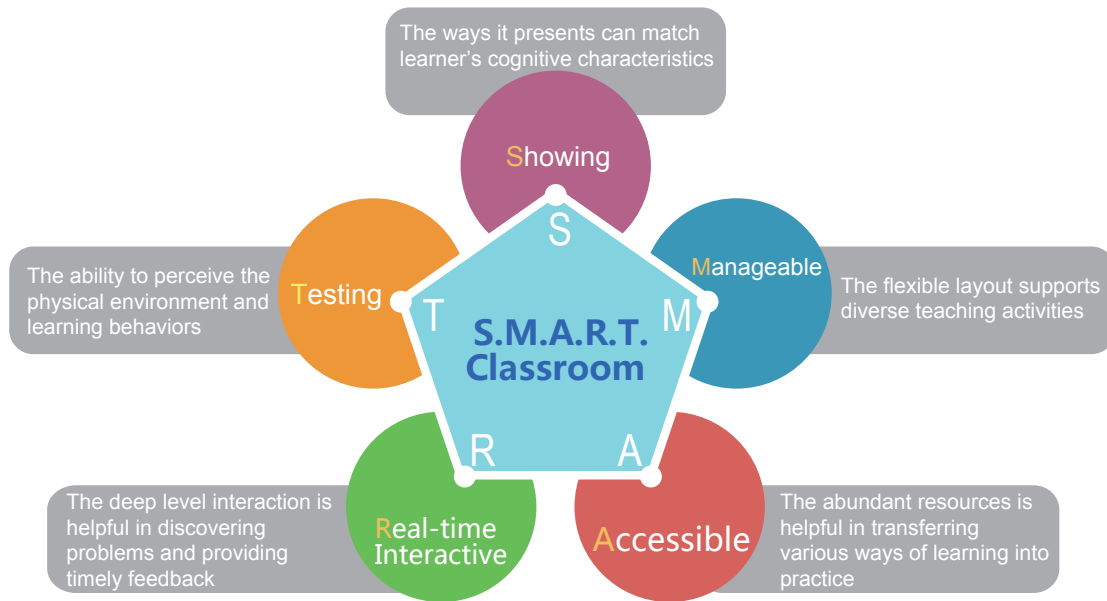 The ways it presents can match
learner's cognitive characteristics
Showing
S
The ability to perceive the
physical environment and
learning behaviors
Testing
T
Manageable
M
The flexible layout supports
diverse teaching activities
S.M.A.R.T.
Classroom
R
A
The deep level interaction is
helpful in discovering
problems and providing
timely feedback
Real-time
Interactive
Accessible
The abundant resources is
helpful in transferring
various ways of learning into
practice